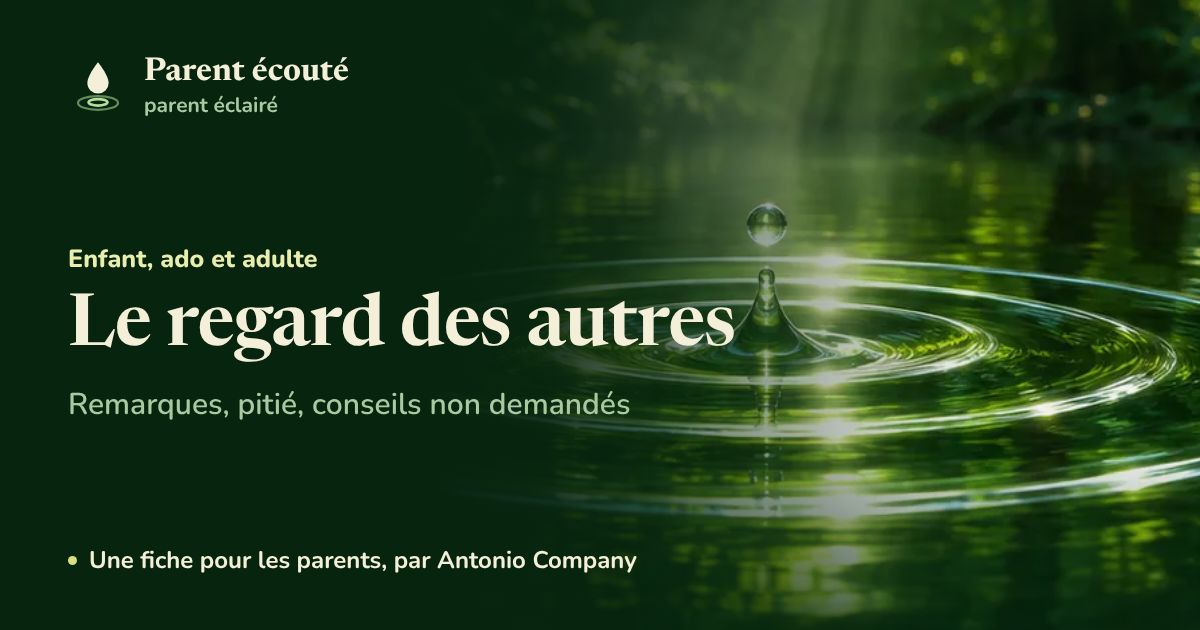 Parent écouté
parent éclairé
Enfant, ado et adulte
Le regard des autres
Remarques, pitié, conseils non demandés
Une fiche pour les parents, par Antonio Company